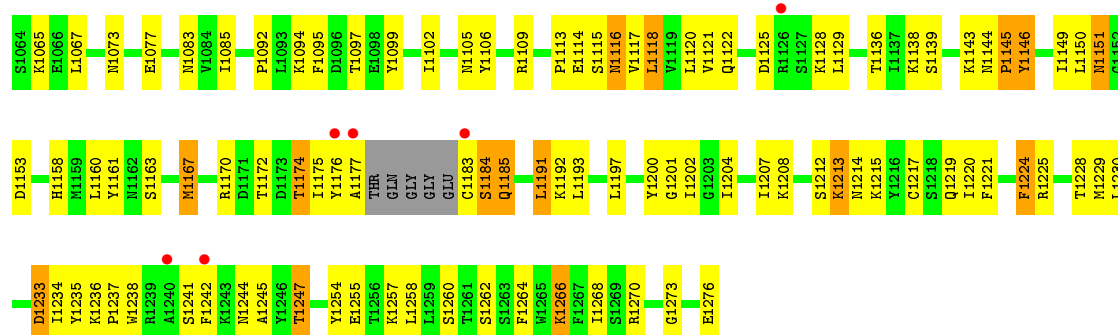 S1064 K1065 E1066 L1067 N1073 E1077 N1083 V1084 I1085 P1092 L1093 K1094 F1095 D1096 T1097 E1098 Y1099 I1102 N1105 Y1106 R1109 P1113 E1114 S1115 N1116 V1117 L1118 V1119 L1120 V1121 Q1122 D1125 R1126 S1127 K1128 L1129 T1136 I1137 K1138 S1139 K1143 N1144 P1145 Y1146 I1149 L1150 N1151 G1152
D1153 H1158 M1159 L1160 Y1161 N1162 S1163 M1167 R1170 D1171 T1172 D1173 T1174 I1175 Y1176 A1177 THR GLN GLY GLY GLU C1183 S1184 Q1185 L1191 K1192 L1193 L1197 Y1200 G1201 I1202 G1203 I1204 I1207 K1208 S1212 K1213 N1214 K1215 Y1216 C1217 S1218 Q1219 I1220 F1221 F1224 R1225 T1228 M1229 L1230
D1233 I1234 Y1235 K1236 P1237 W1238 R1239 A1240 S1241 F1242 K1243 N1244 A1245 Y1246 T1247 Y1254 E1255 T1256 K1257 L1258 L1259 S1260 T1261 S1262 S1263 F1264 W1265 K1266 F1267 I1268 S1269 R1270 G1273 E1276